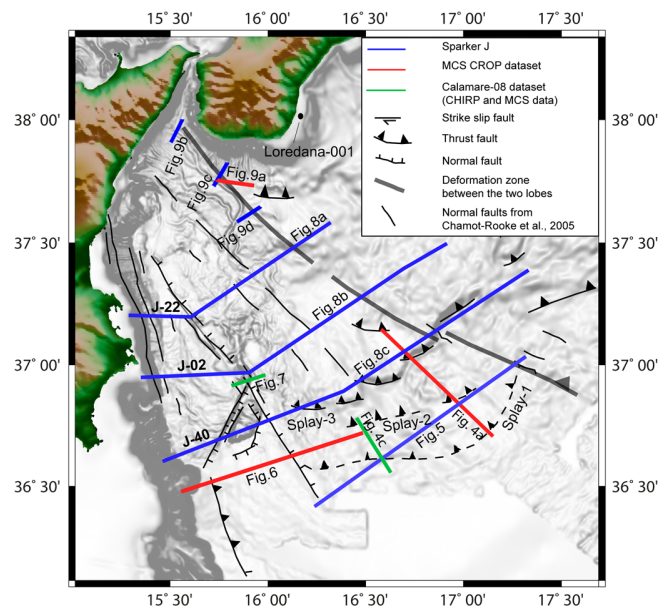 15° 30' 16° 00' 16° 30' 17° 00' 17° 30'
Sparker J
MCS CROP dataset
Calamare-08 dataset
(CHIRP and MCS data)
Strike slip fault
Thrust fault
Normal fault
Deformation zone
between the two lobes
Normal faults from
Chamot-Rooke et al., 2005
38° 00'
38° 00'
Loredana-001
Fig.9b
Fig.9c
Fig.9a
Fig.9d
Fig.8a
37° 30'
37° 30'
J-22
Fig.8b
J-02
Fig.7
Fig.8c
37° 00'
37° 00'
Splay-3
Splay-2
Splay-1
J-40
Fig.4c
Fig.5
Fig.4a
Fig.6
36° 30'
36° 30'
15° 30' 16° 00' 16° 30' 17° 00' 17° 30'